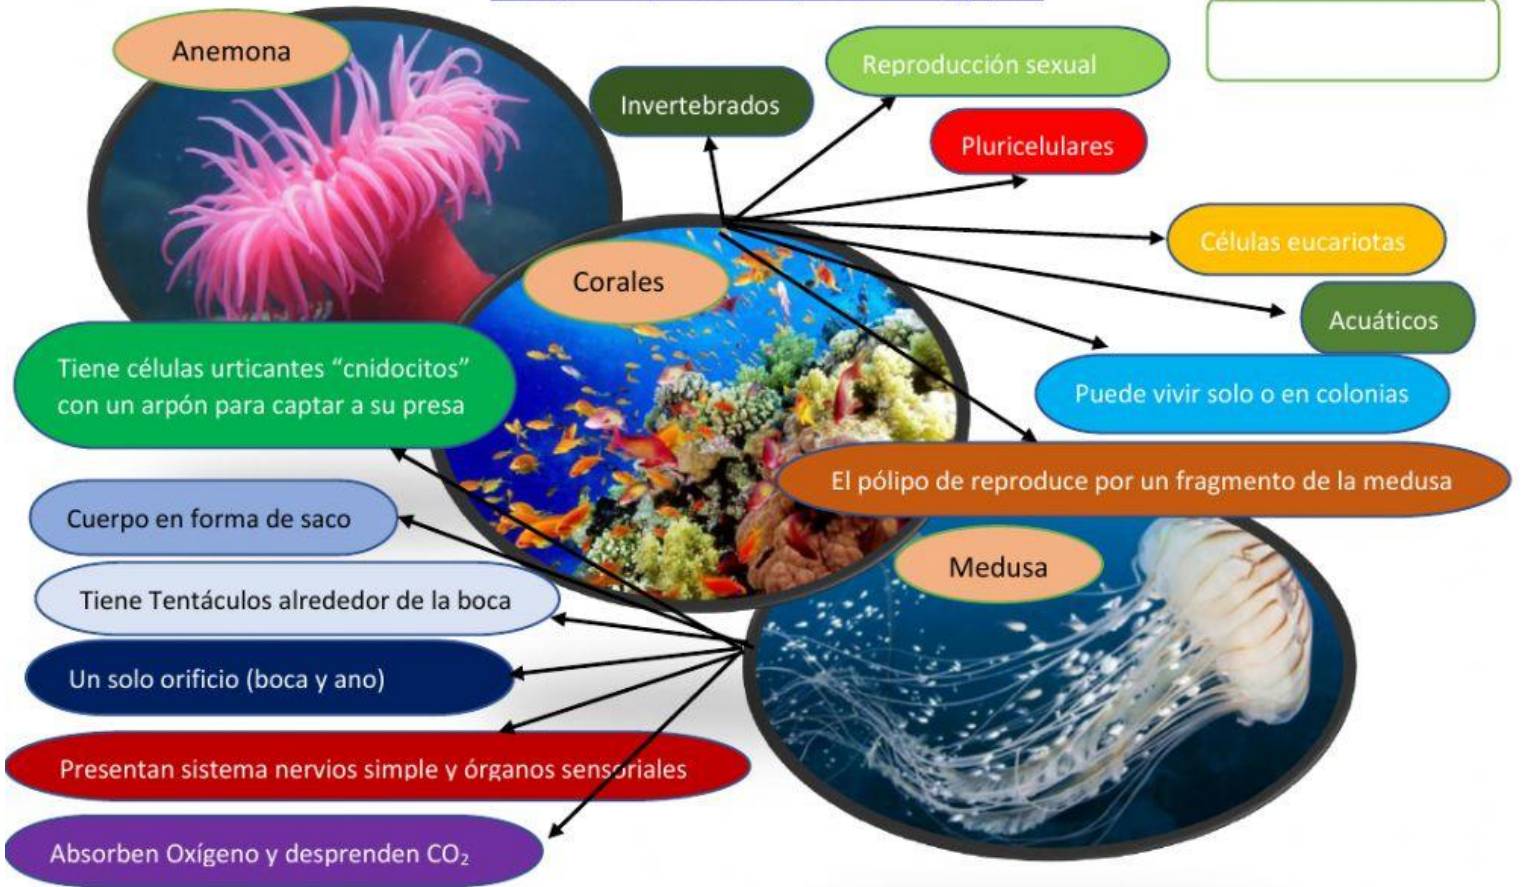 Anemona
Invertebrados
Reproducción sexual
Pluricelulares
Corales
Células eucariotas
Acuáticos
Tiene células urticantes “cnidocitos”
con un arpón para captar a su presa
Puede vivir solo o en colonias
El pólipo de reproduce por un fragmento de la medusa
Cuerpo en forma de saco
Medusa
Tiene Tentáculos alrededor de la boca
Un solo orificio (boca y ano)
Presentan sistema nervios simple y órganos sensoriales
Absorben Oxígeno y desprenden CO₂